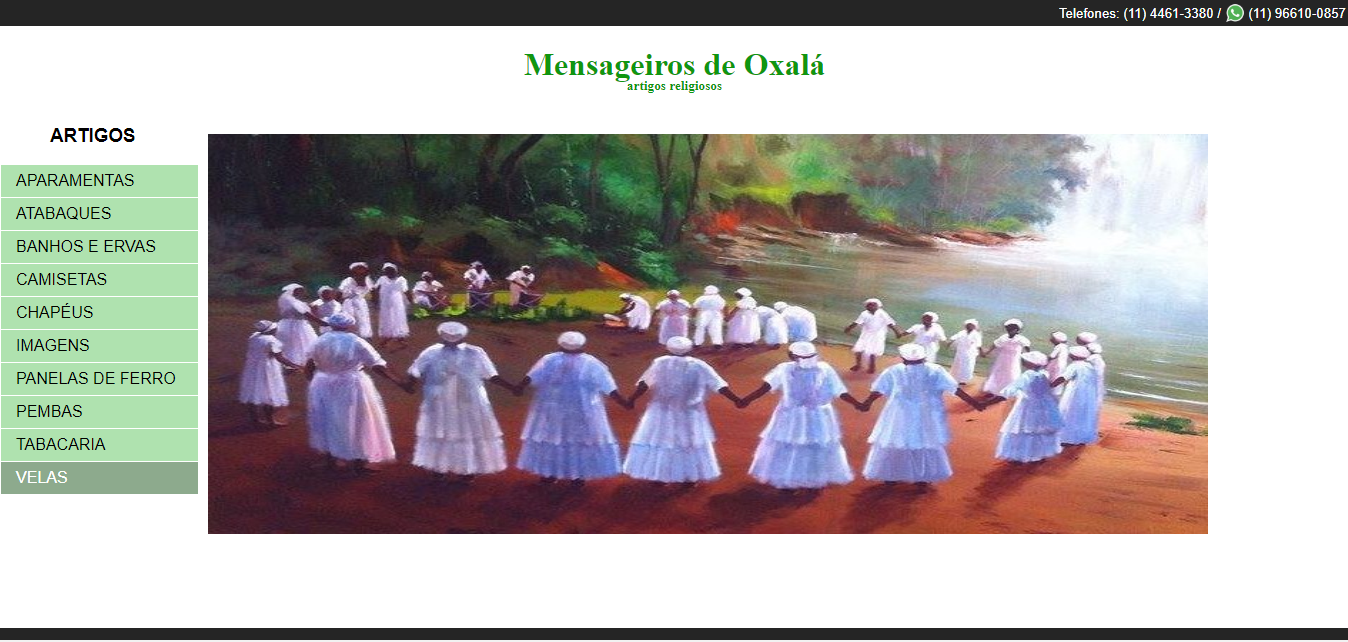 Telefones: (11) 4461-3380 / (11) 96610-0857
Mensageiros de Oxalá
artigos religiosos
ARTIGOS
APARAMENTAS
ATABAQUES
BANHOS E ERVAS
CAMISETAS
CHAPÉUS
IMAGENS
PANELAS DE FERRO
PEMBAS
TABACARIA
VELAS